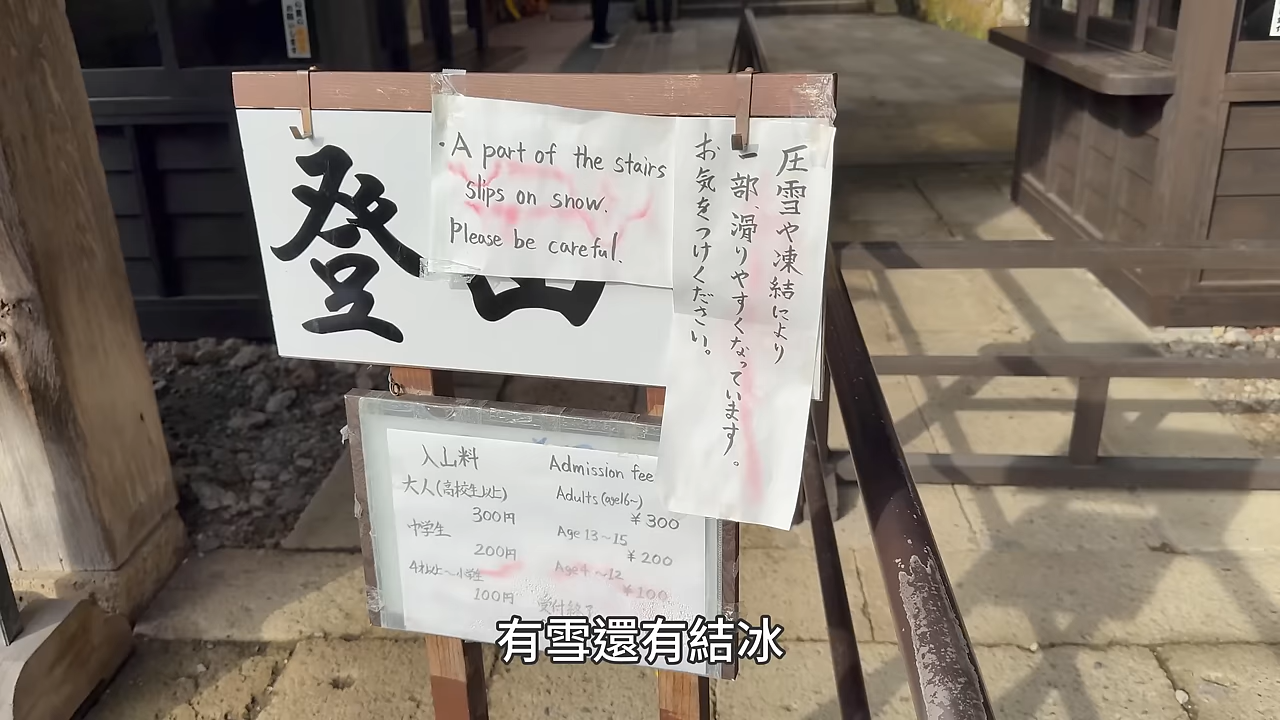 登山
・A part of the stairs
slips on snow.
Please be careful.
圧雪や凍結により
一部、滑りやすくなっています。
お気をつけください。
入山料
大人(高校生以上)
300円
中学生
200円
4才以上～小学生
100円
Admission fee
Adults (age16~)
¥300
Age 13~15
¥200
Age 4 ~12
¥100
受付終了
有雪還有結冰